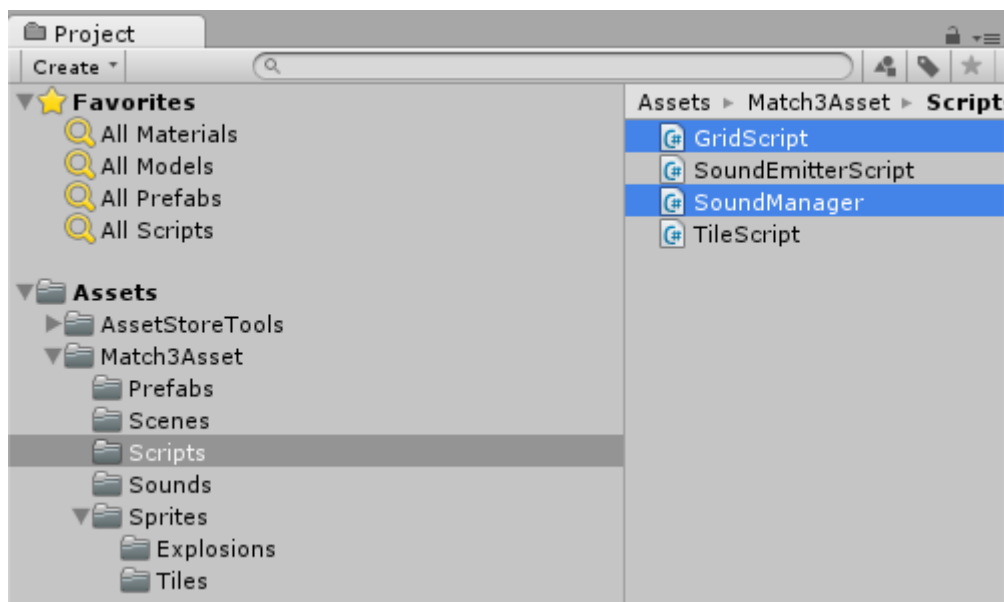 Project
Create
Favorites
All Materials
All Models
All Prefabs
All Scripts
Assets
AssetStoreTools
Match3Asset
Prefabs
Scenes
Scripts
Sounds
Sprites
Explosions
Tiles
Assets ▸ Match3Asset ▸ Script
GridScript
SoundEmitterScript
SoundManager
TileScript